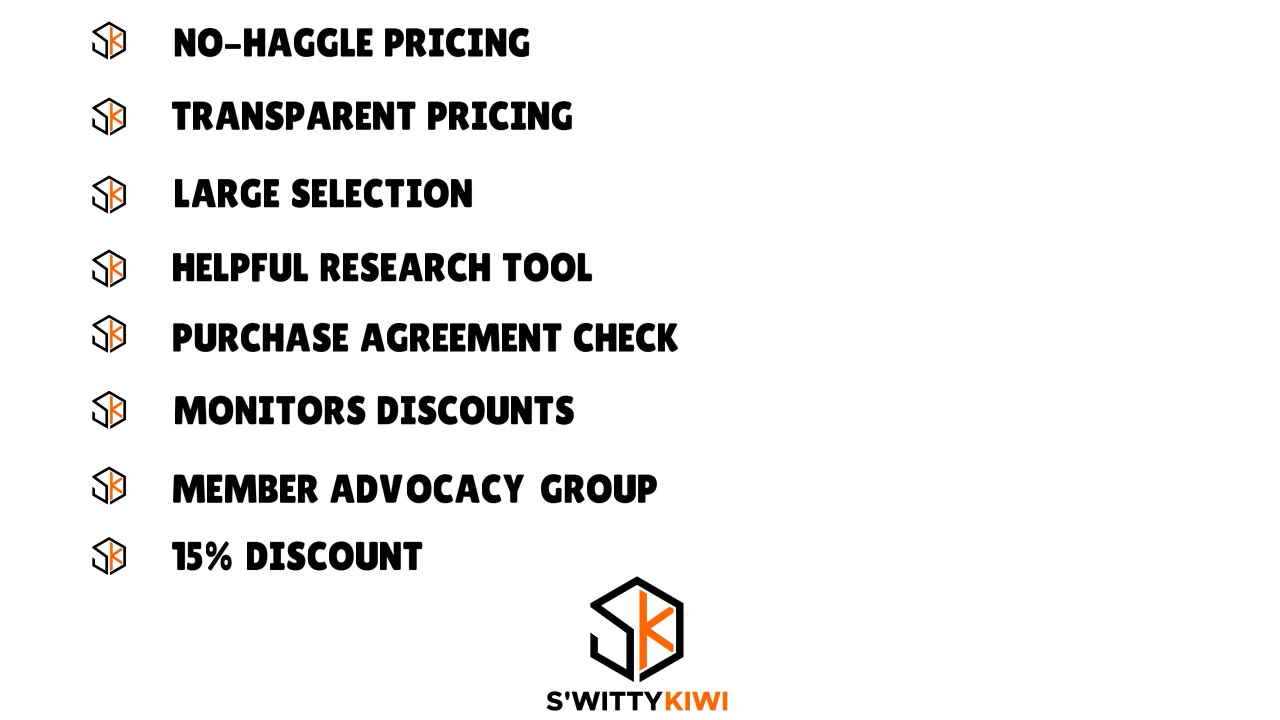 NO-HAGGLE PRICING
TRANSPARENT PRICING
LARGE SELECTION
HELPFUL RESEARCH TOOL
PURCHASE AGREEMENT CHECK
MONITORS DISCOUNTS
MEMBER ADVOCACY GROUP
15% DISCOUNT
S'WITTYKIWI